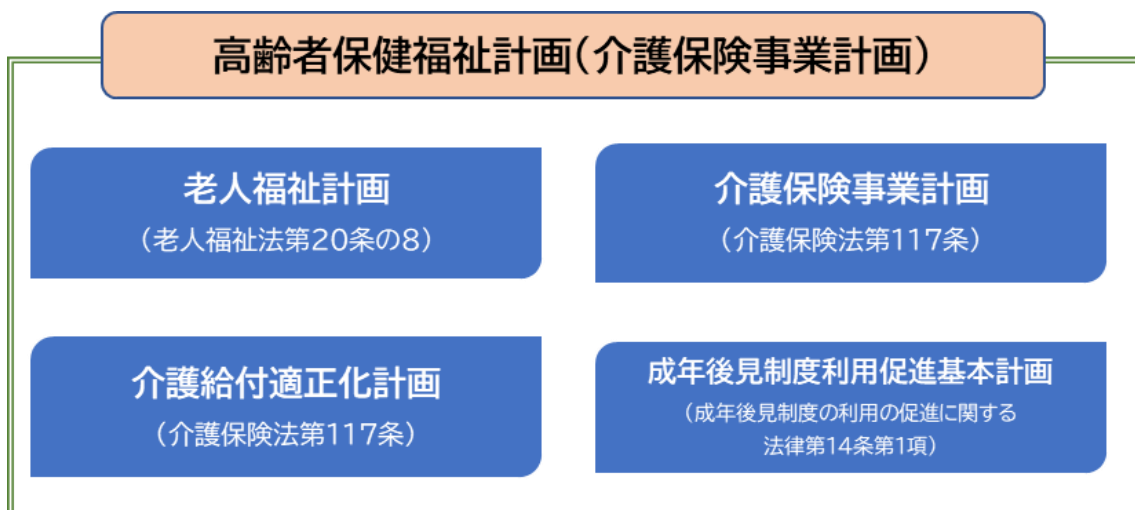 高齢者保健福祉計画(介護保険事業計画)
老人福祉計画
(老人福祉法第20条の8)
介護保険事業計画
(介護保険法第117条)
介護給付適正化計画
(介護保険法第117条)
成年後見制度利用促進基本計画
(成年後見制度の利用の促進に関する
法律第14条第1項)